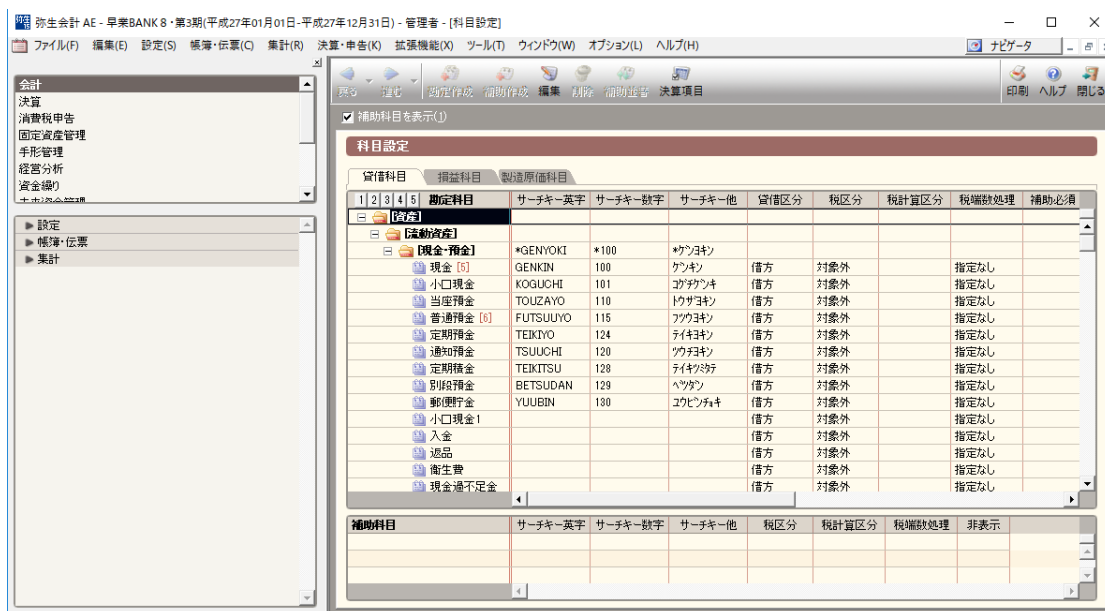 弥生会計 AE - 早業BANK８・第3期(平成27年01月01日-平成27年12月31日) - 管理者 - [科目設定]
ファイル(F) 編集(E) 設定(S) 帳簿・伝票(C) 集計(R) 決算・申告(K) 拡張機能(X) ツール(T) ウィンドウ(W) オプション(L) ヘルプ(H) ナビゲータ
会計
決算
消費税申告
固定資産管理
手形管理
経営分析
資金繰り
設定
帳簿・伝票
集計
戻る 進む 勘定作成 補助作成 編集 削除 補助並替 決算項目 印刷 ヘルプ 閉じる
補助科目を表示(1)
科目設定
貸借科目 損益科目 製造原価科目
1 2 3 4 5 勘定科目 サーチキー英字 サーチキー数字 サーチキー他 貸借区分 税区分 税計算区分 税端数処理 補助必須
[資産]
[流動資産]
[現金・預金] *GENYOKI *100 *ｹﾞﾝﾖｷﾝ
現金 [5] GENKIN 100 ｹﾞﾝｷﾝ 借方 対象外 指定なし
小口現金 KOGUCHI 101 ｺｸﾞﾁｹﾞﾝｷ 借方 対象外 指定なし
当座預金 TOUZAYO 110 ﾄｳｻﾞﾖｷﾝ 借方 対象外 指定なし
普通預金 [6] FUTSUUYO 115 ﾌﾂｳﾖｷﾝ 借方 対象外 指定なし
定期預金 TEIKIYO 124 ﾃｲｷﾖｷﾝ 借方 対象外 指定なし
通知預金 TSUUCHI 120 ﾂｳﾁﾖｷﾝ 借方 対象外 指定なし
定期積金 TEIKITSU 128 ﾃｲｷﾂﾐﾀﾃ 借方 対象外 指定なし
別段預金 BETSUDAN 129 ﾍﾞﾂﾀﾞﾝ 借方 対象外 指定なし
郵便貯金 YUUBIN 130 ﾕｳﾋﾞﾝﾁｮｷ 借方 対象外 指定なし
小口現金1 借方 対象外 指定なし
入金 借方 対象外 指定なし
返品 借方 対象外 指定なし
衛生費 借方 対象外 指定なし
現金過不足金 借方 対象外 指定なし
補助科目 サーチキー英字 サーチキー数字 サーチキー他 税区分 税計算区分 税端数処理 非表示